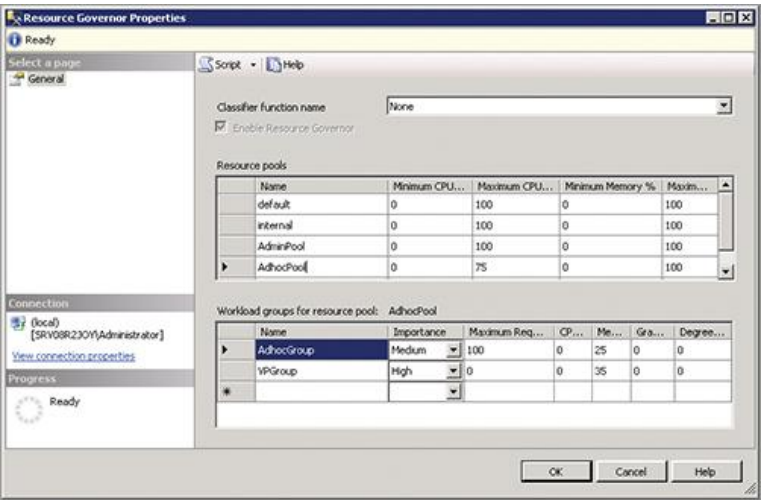 Resource Governor Properties
Ready
Select a page
General
Script Help
Classifier function name None
Enable Resource Governor
Resource pools
Name Minimum CPU... Maximum CPU... Minimum Memory % Maxim...
default 0 100 0 100
internal 0 100 0 100
AdminPool 0 100 0 100
AdhocPool 0 75 0 100
Connection
(local)
[SRV08R23OY\Administrator]
View connection properties
Progress
Ready
Workload groups for resource pool: AdhocPool
Name Importance Maximum Req... CP... Me... Gra... Degree...
AdhocGroup Medium 100 0 25 0 0
VPGroup High 0 0 35 0 0
OK Cancel Help